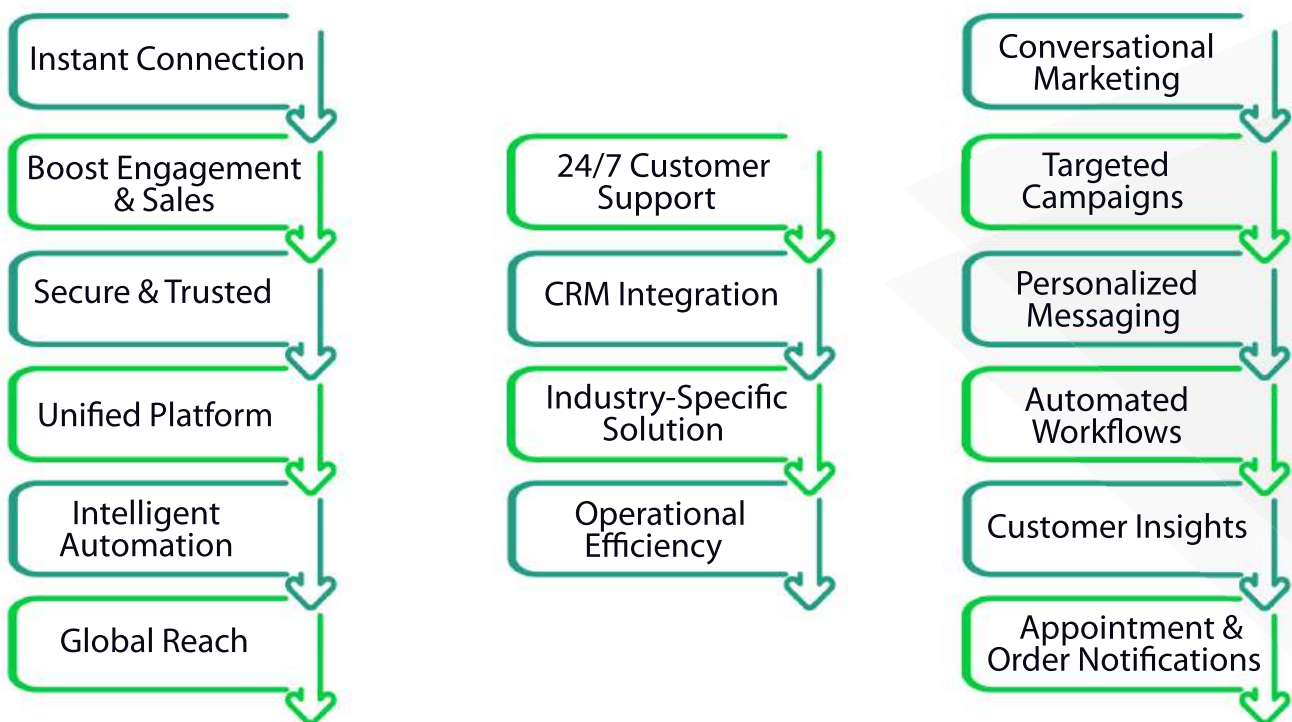 Instant Connection
Boost Engagement
& Sales
Secure & Trusted
Unified Platform
Intelligent
Automation
Global Reach
24/7 Customer
Support
CRM Integration
Industry-Specific
Solution
Operational
Efficiency
Conversational
Marketing
Targeted
Campaigns
Personalized
Messaging
Automated
Workflows
Customer Insights
Appointment &
Order Notifications